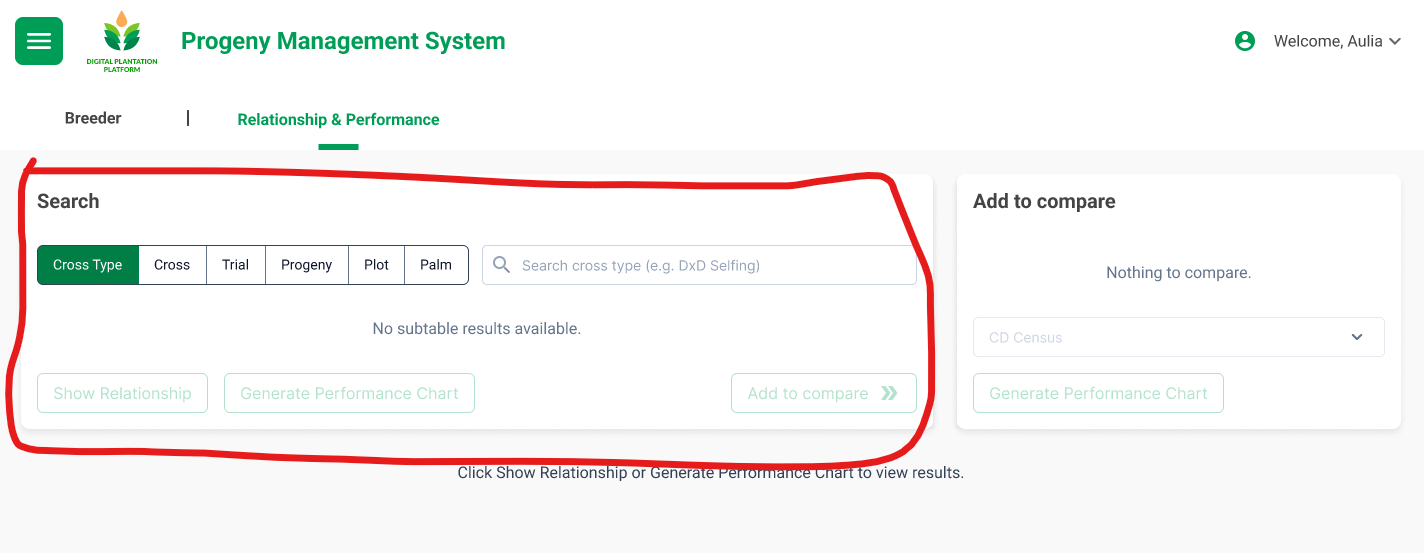 DIGITAL PLANTATION
PLATFORM
Progeny Management System
Welcome, Aulia
Breeder | Relationship & Performance
Search
Cross Type Cross Trial Progeny Plot Palm
Search cross type (e.g. DxD Selfing)
No subtable results available.
Show Relationship Generate Performance Chart Add to compare
Add to compare
Nothing to compare.
CD Census
Generate Performance Chart
Click Show Relationship or Generate Performance Chart to view results.